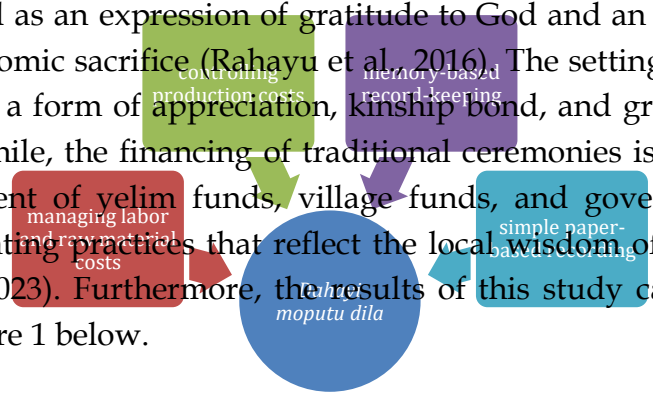 l as an expression of gratitude to God and an
omic sacrifice (Rahayu et al., 2016). The setting
a form of appreciation, kinship bond, and gr
hile, the financing of traditional ceremonies is
ent of yelim funds, village funds, and gove
nting practices that reflect the local wisdom of
023). Furthermore, the results of this study ca
re 1 below.
controlling
production costs
memory-based
record-keeping
managing labor
and raw material
costs
simple paper-
based recording
Dahayi
moputu dila